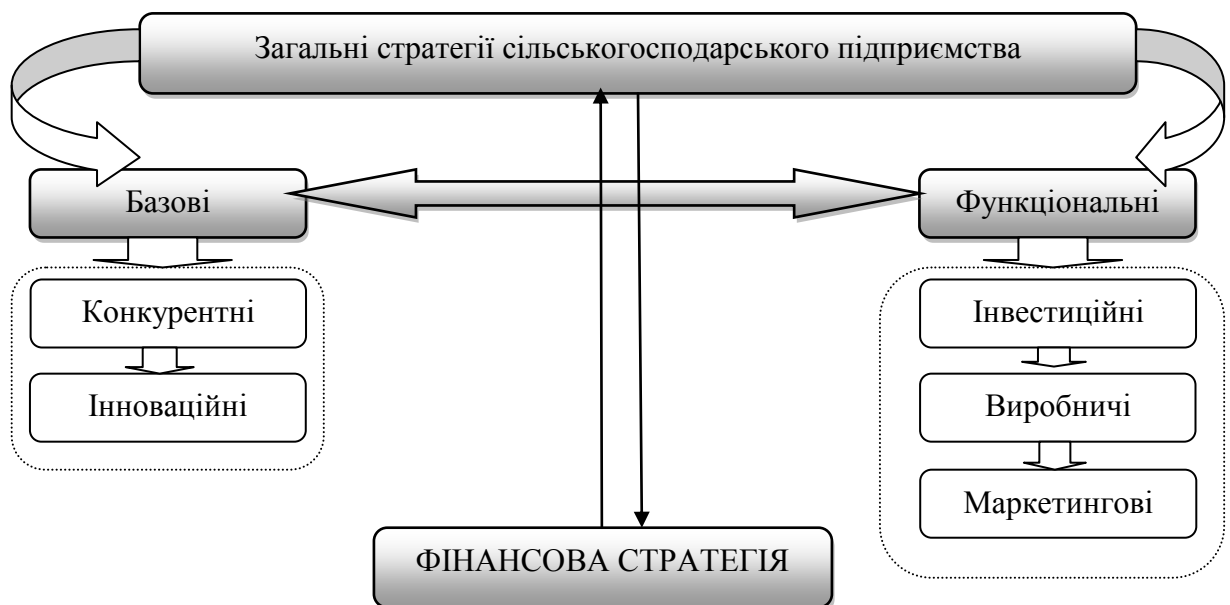 Загальні стратегії сільськогосподарського підприємства
Базові
Функціональні
Конкурентні
Інвестиційні
Інноваційні
Виробничі
Маркетингові
ФІНАНСОВА СТРАТЕГІЯ